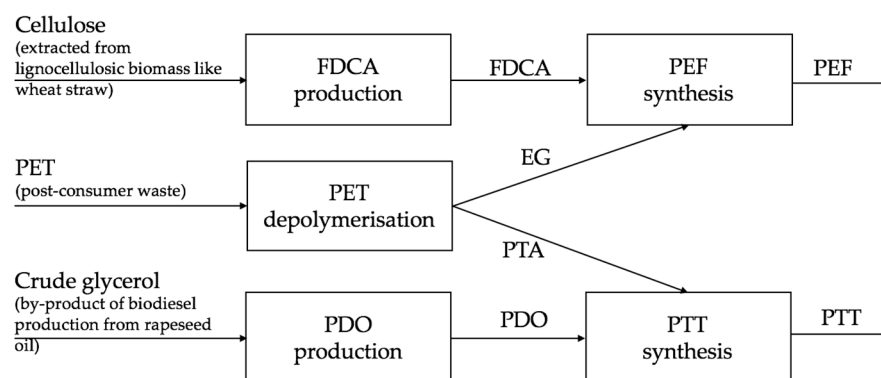 Cellulose
(extracted from
lignocellulosic biomass like
wheat straw)
FDCA
production
FDCA
PEF
synthesis
PEF
PET
(post-consumer waste)
PET
depolymerisation
EG
PTA
Crude glycerol
(by-product of biodiesel
production from rapeseed
oil)
PDO
production
PDO
PTT
synthesis
PTT